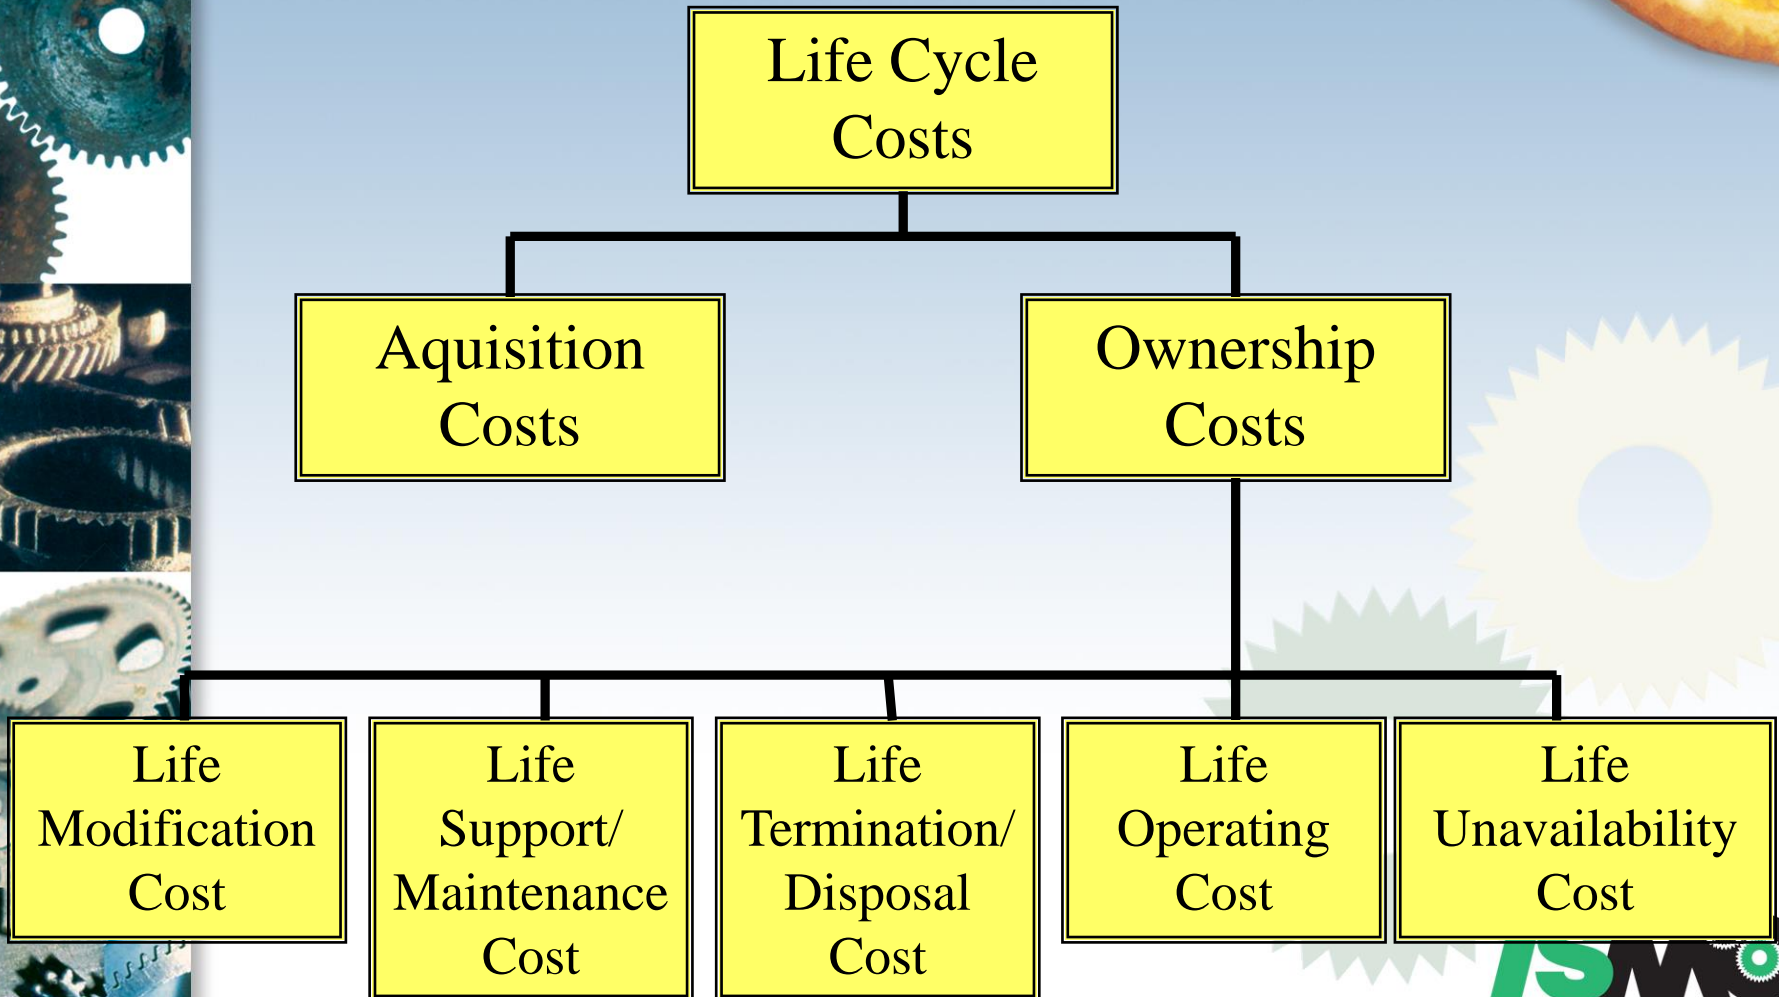 Life Cycle
Costs
Aquisition
Costs
Ownership
Costs
Life
Modification
Cost
Life
Support/
Maintenance
Cost
Life
Termination/
Disposal
Cost
Life
Operating
Cost
Life
Unavailability
Cost